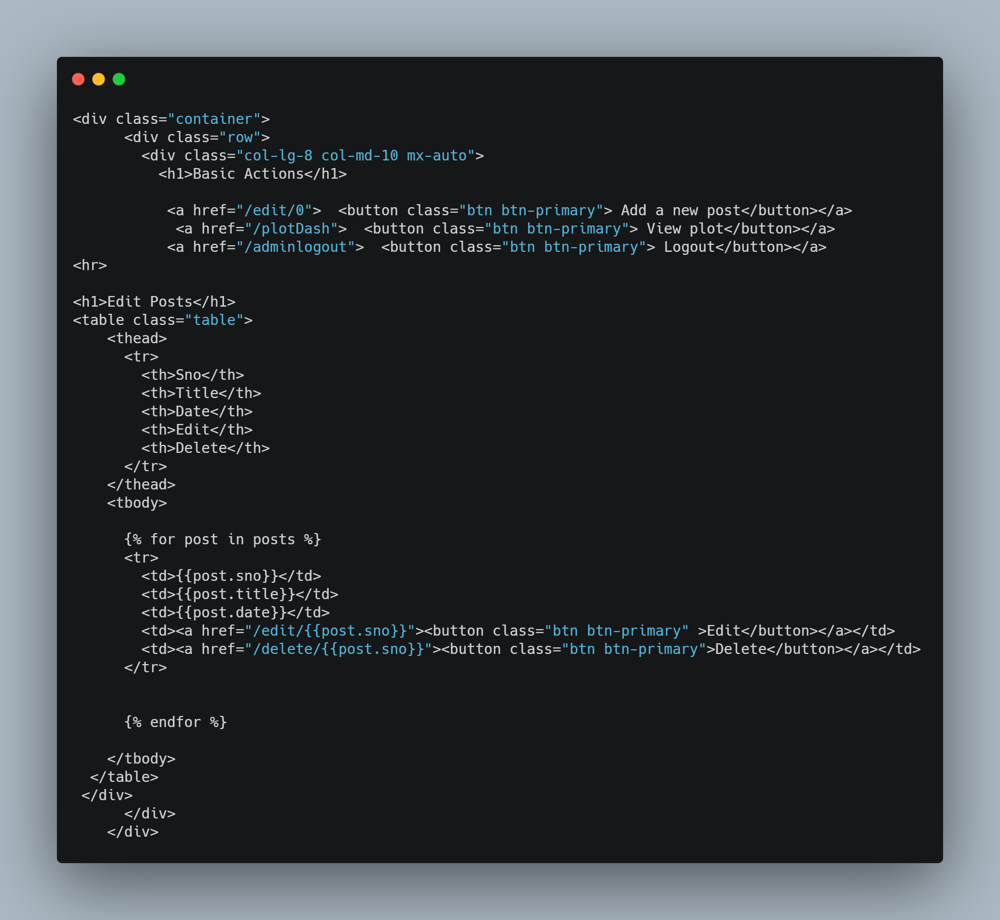 <div class="container">
      <div class="row">
        <div class="col-lg-8 col-md-10 mx-auto">
          <h1>Basic Actions</h1>

           <a href="/edit/0">  <button class="btn btn-primary"> Add a new post</button></a>
            <a href="/plotDash">  <button class="btn btn-primary"> View plot</button></a>
           <a href="/adminlogout">  <button class="btn btn-primary"> Logout</button></a>
<hr>

<h1>Edit Posts</h1>
<table class="table">
    <thead>
      <tr>
        <th>Sno</th>
        <th>Title</th>
        <th>Date</th>
        <th>Edit</th>
        <th>Delete</th>
      </tr>
    </thead>
    <tbody>

      {% for post in posts %}
      <tr>
        <td>{{post.sno}}</td>
        <td>{{post.title}}</td>
        <td>{{post.date}}</td>
        <td><a href="/edit/{{post.sno}}"><button class="btn btn-primary" >Edit</button></a></td>
        <td><a href="/delete/{{post.sno}}"><button class="btn btn-primary">Delete</button></a></td>
      </tr>


      {% endfor %}

    </tbody>
  </table>
 </div>
      </div>
    </div>